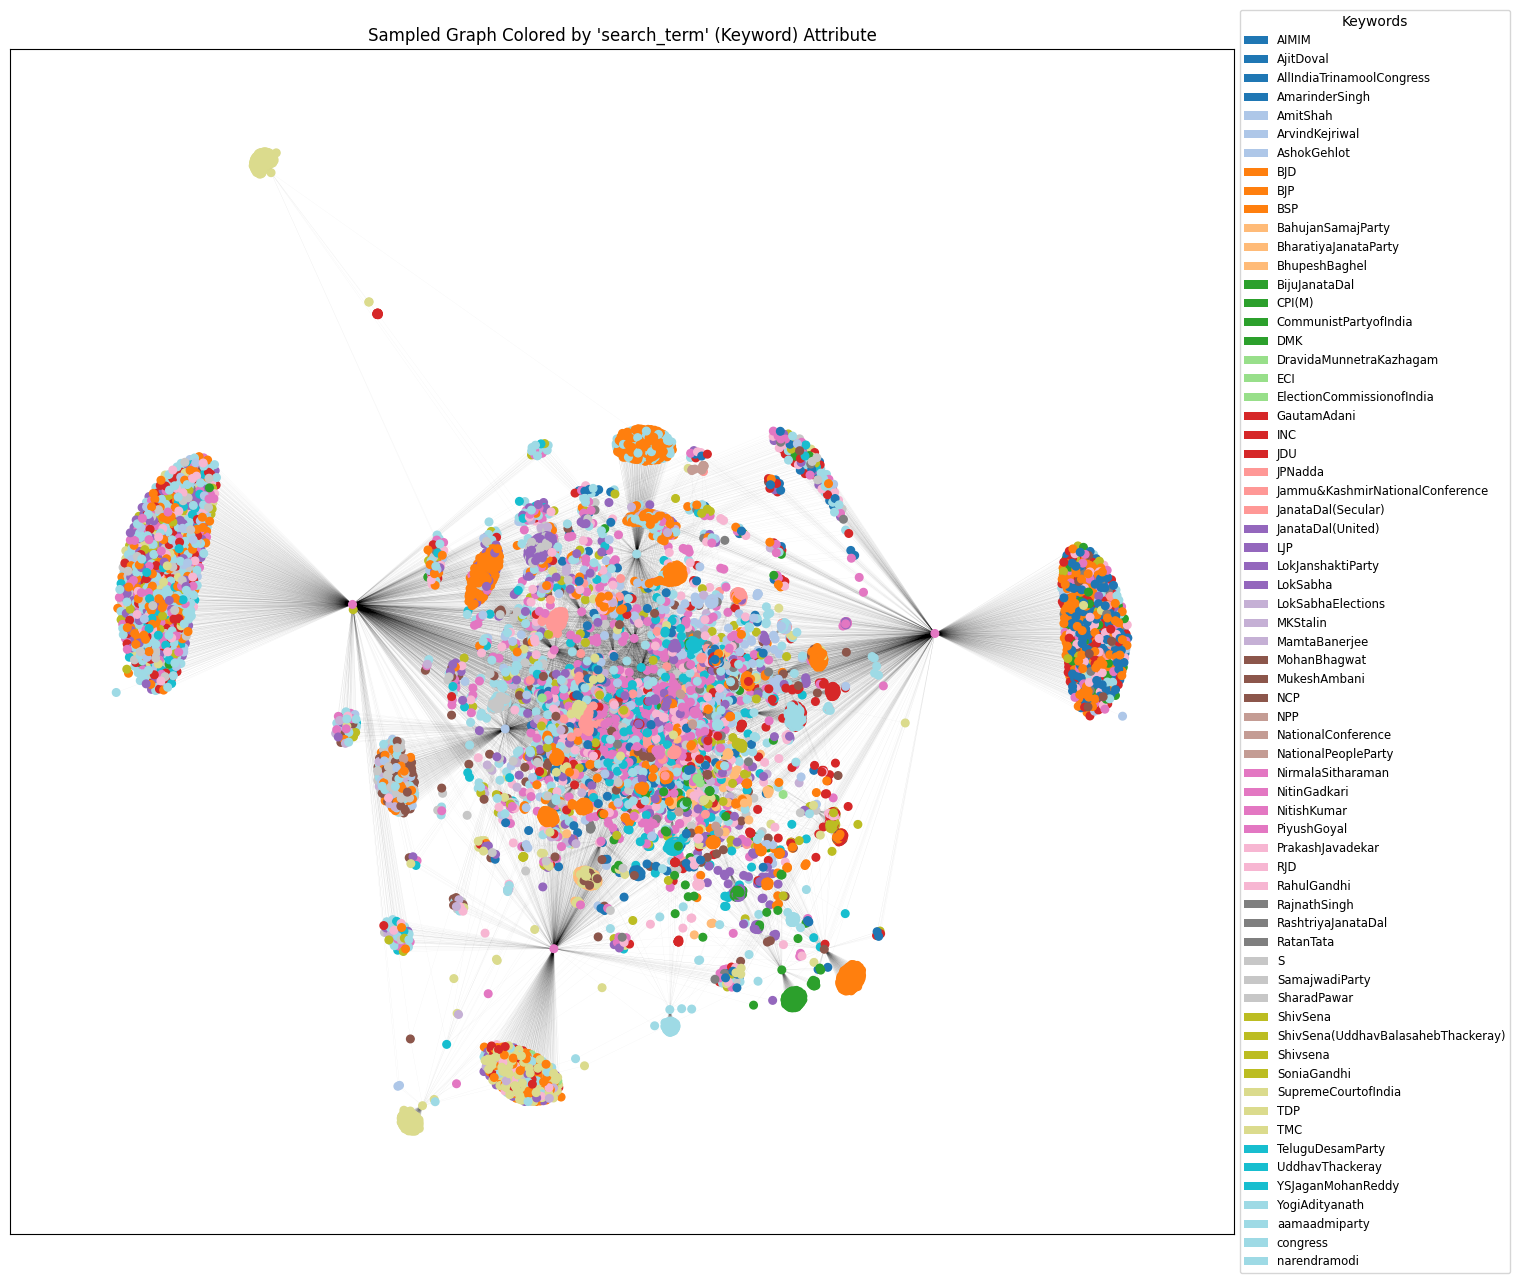 Sampled Graph Colored by 'search_term' (Keyword) Attribute
Keywords
AIMIM
AjitDoval
AllIndiaTrinamoolCongress
AmarinderSingh
AmitShah
ArvindKejriwal
AshokGehlot
BJD
BJP
BSP
BahujanSamajParty
BharatiyaJanataParty
BhupeshBaghel
BijuJanataDal
CPI(M)
CommunistPartyofIndia
DMK
DravidaMunnetraKazhagam
ECI
ElectionCommissionofIndia
GautamAdani
INC
JDU
JPNadda
Jammu&KashmirNationalConference
JanataDal(Secular)
JanataDal(United)
LJP
LokJanshaktiParty
LokSabha
LokSabhaElections
MKStalin
MamtaBanerjee
MohanBhagwat
MukeshAmbani
NCP
NPP
NationalConference
NationalPeopleParty
NirmalaSitharaman
NitinGadkari
NitishKumar
PiyushGoyal
PrakashJavadekar
RJD
RahulGandhi
RajnathSingh
RashtriyaJanataDal
RatanTata
S
SamajwadiParty
SharadPawar
ShivSena
ShivSena(UddhavBalasahebThackeray)
Shivsena
SoniaGandhi
SupremeCourtofIndia
TDP
TMC
TeluguDesamParty
UddhavThackeray
YSJaganMohanReddy
YogiAdityanath
aamaadmiparty
congress
narendramodi